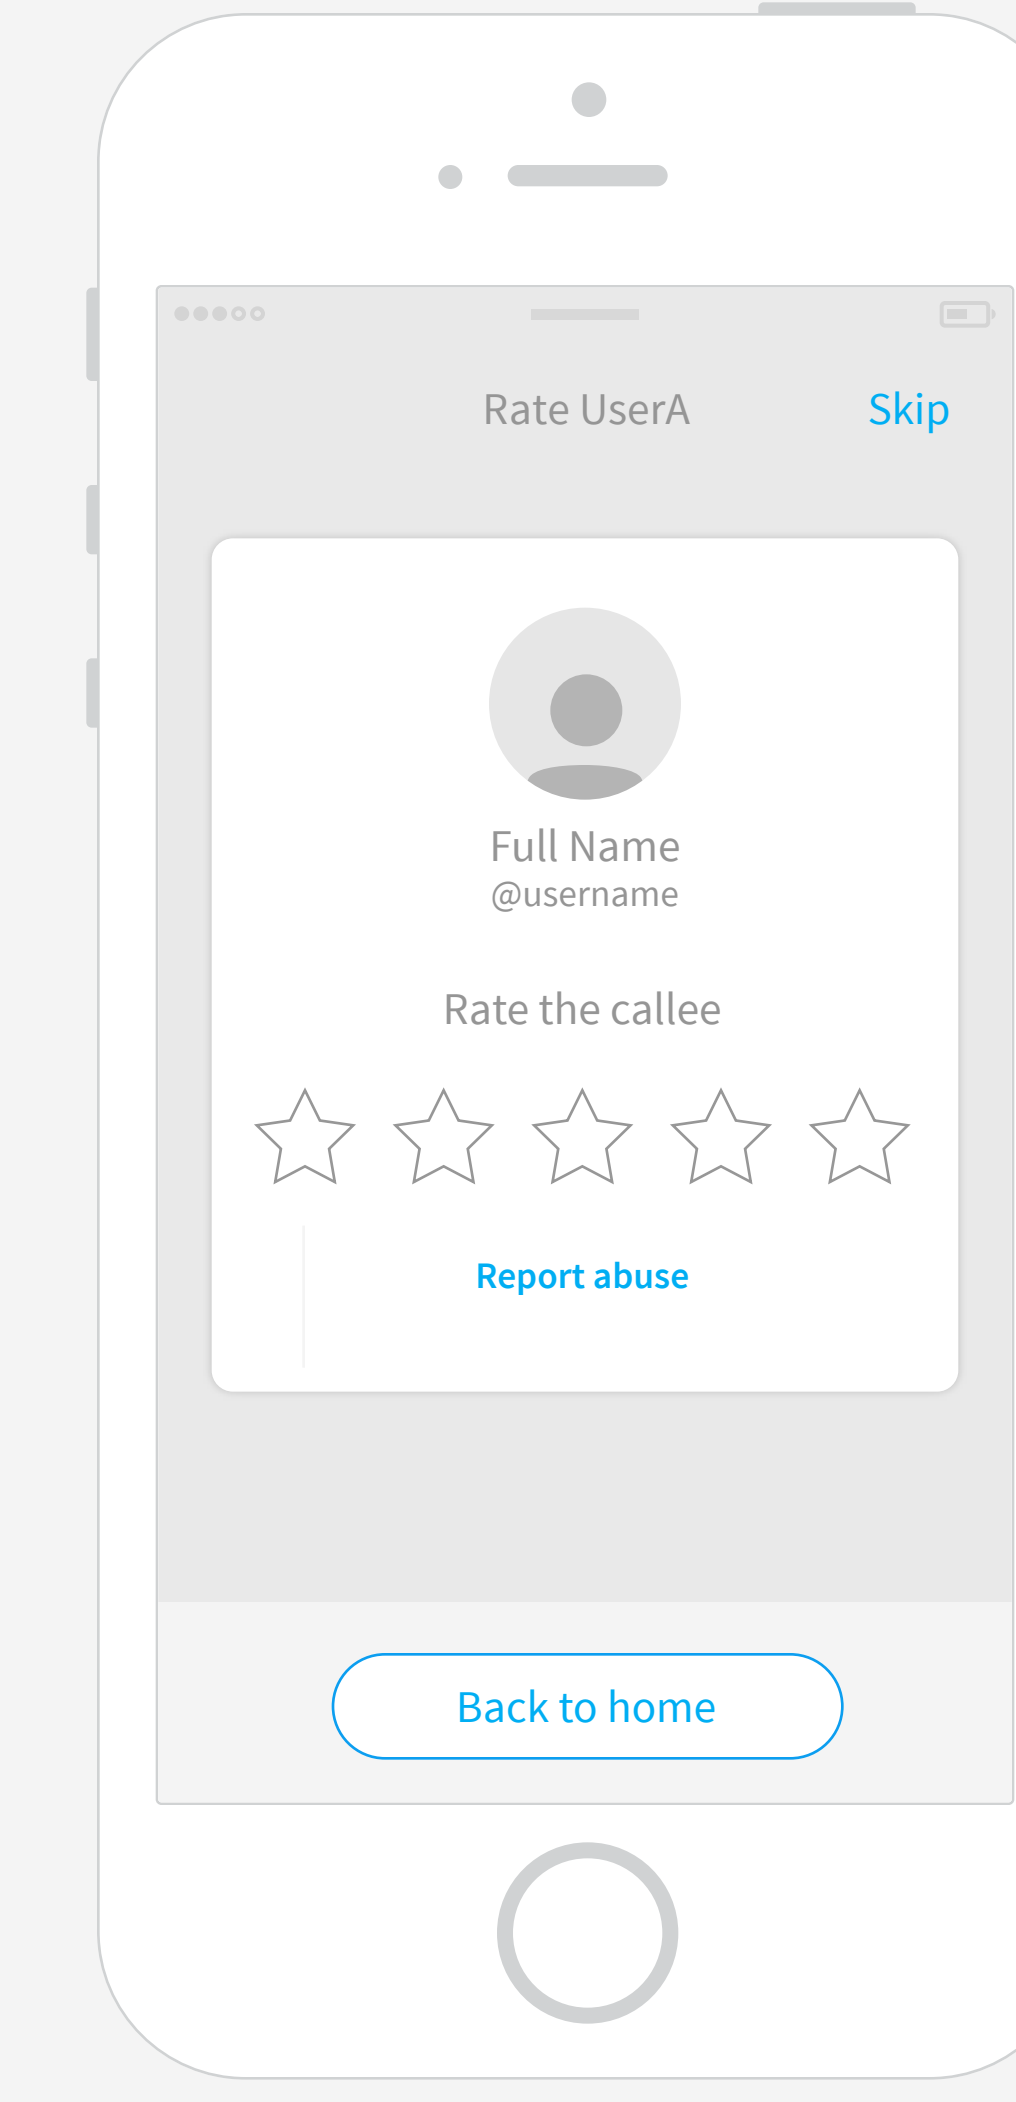 Rate UserA
Skip
Full Name
@username
Rate the callee
Report abuse
Back to home